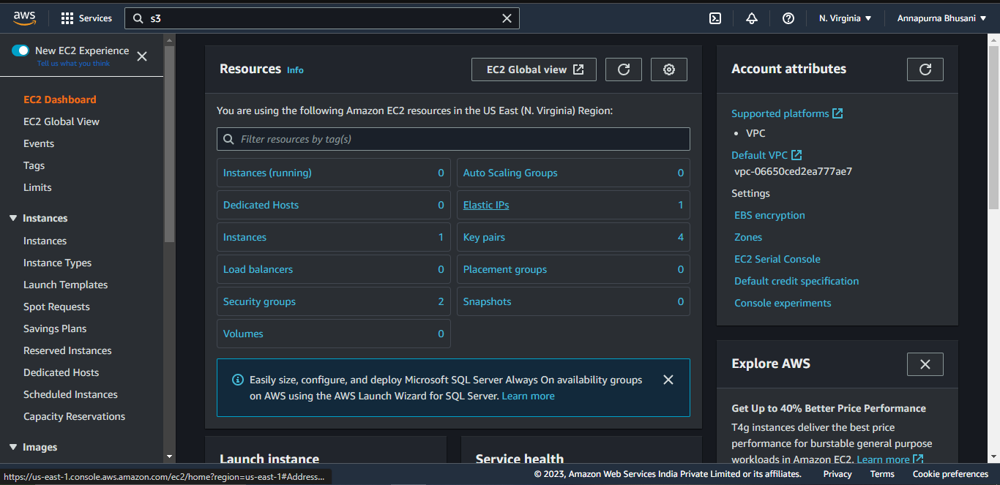 aws
Services
s3
N. Virginia
Annapurna Bhusani
New EC2 Experience
Tell us what you think
EC2 Dashboard
EC2 Global View
Events
Tags
Limits
Instances
Instances
Instance Types
Launch Templates
Spot Requests
Savings Plans
Reserved Instances
Dedicated Hosts
Scheduled Instances
Capacity Reservations
Images
Resources Info
EC2 Global view
You are using the following Amazon EC2 resources in the US East (N. Virginia) Region:
Filter resources by tag(s)
Instances (running) 0
Auto Scaling Groups 0
Dedicated Hosts 0
Elastic IPs 1
Instances 1
Key pairs 4
Load balancers 0
Placement groups 0
Security groups 2
Snapshots 0
Volumes 0
Easily size, configure, and deploy Microsoft SQL Server Always On availability groups
on AWS using the AWS Launch Wizard for SQL Server. Learn more
Launch instance
Service health
Account attributes
Supported platforms
• VPC
Default VPC
vpc-06650ced2ea777ae7
Settings
EBS encryption
Zones
EC2 Serial Console
Default credit specification
Console experiments
Explore AWS
Get Up to 40% Better Price Performance
T4g instances deliver the best price
performance for burstable general purpose
workloads in Amazon EC2. Learn more
https://us-east-1.console.aws.amazon.com/ec2/home?region=us-east-1#Address...
© 2023, Amazon Web Services India Private Limited or its affiliates.
Privacy
Terms
Cookie preferences